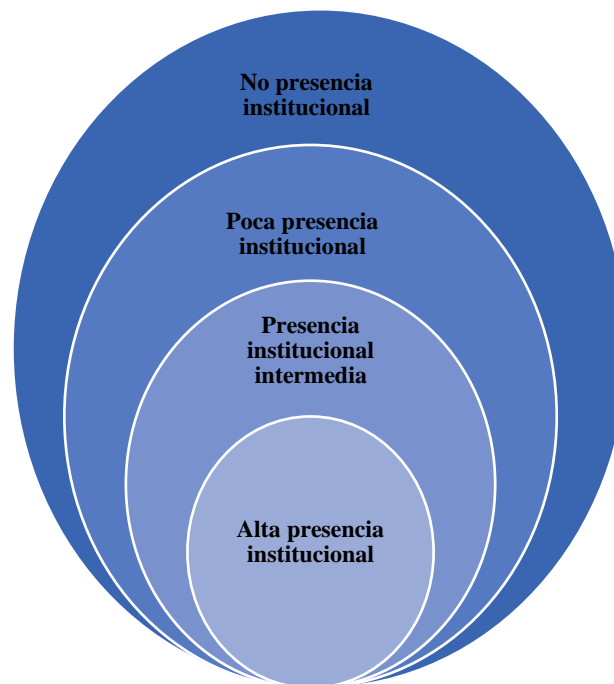 No presencia
institucional
Poca presencia
institucional
Presencia
institucional
intermedia
Alta presencia
institucional